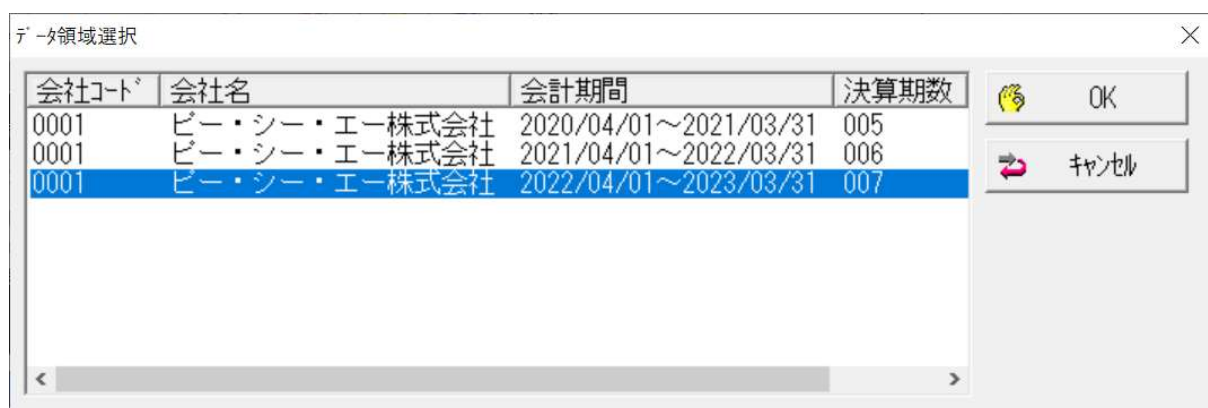 ﾃﾞｰﾀ領域選択
会社ｺｰﾄﾞ 会社名 会計期間 決算期数
0001 ピー・シー・エー株式会社 2020/04/01～2021/03/31 005
0001 ピー・シー・エー株式会社 2021/04/01～2022/03/31 006
0001 ピー・シー・エー株式会社 2022/04/01～2023/03/31 007
OK
ｷｬﾝｾﾙ